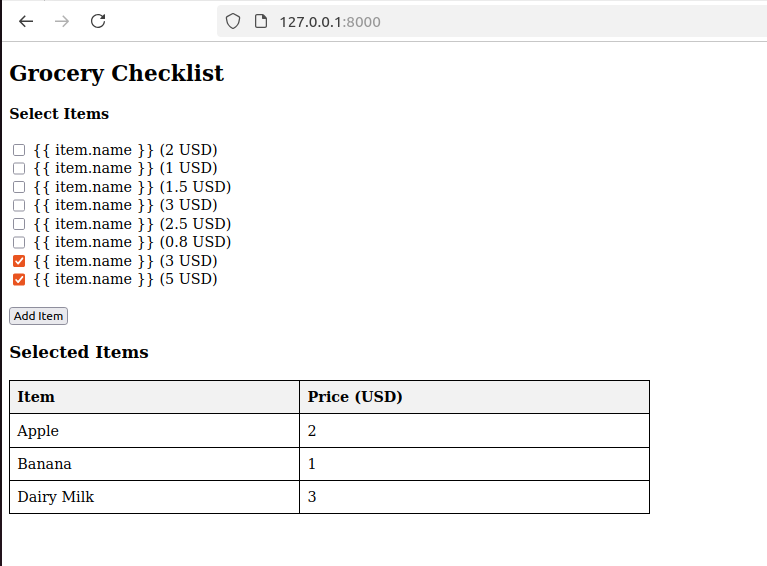 127.0.0.1:8000
Grocery Checklist
Select Items
{{ item.name }} (2 USD)
{{ item.name }} (1 USD)
{{ item.name }} (1.5 USD)
{{ item.name }} (3 USD)
{{ item.name }} (2.5 USD)
{{ item.name }} (0.8 USD)
{{ item.name }} (3 USD)
{{ item.name }} (5 USD)
Add Item
Selected Items
Item Price (USD)
Apple 2
Banana 1
Dairy Milk 3